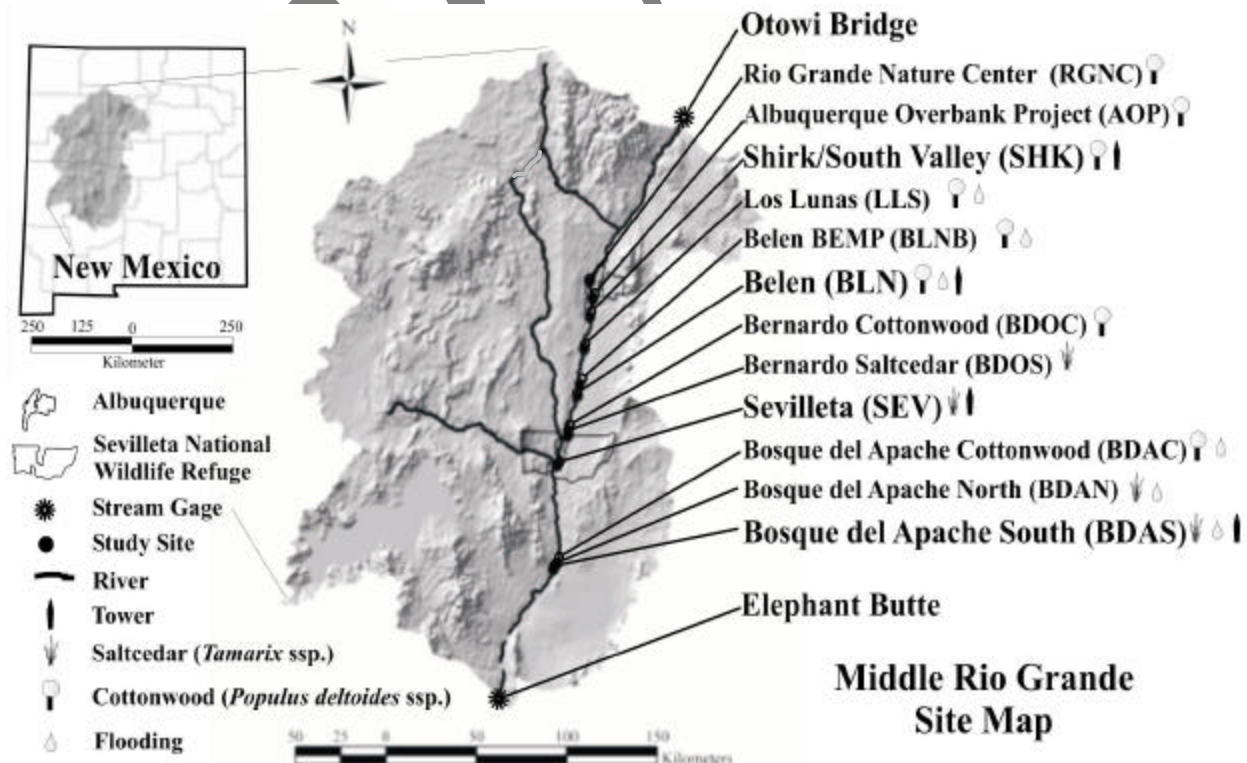 N
Otowi Bridge
Rio Grande Nature Center (RGNC)
Albuquerque Overbank Project (AOP)
Shirk/South Valley (SHK)
Los Lunas (LLS)
Belen BEMP (BLNB)
Belen (BLN)
Bernardo Cottonwood (BDOC)
Bernardo Saltcedar (BDOS)
Sevilleta (SEV)
Bosque del Apache Cottonwood (BDAC)
Bosque del Apache North (BDAN)
Bosque del Apache South (BDAS)
Elephant Butte
New Mexico
250 125 0 250
Kilometer
Albuquerque
Sevilleta National
Wildlife Refuge
Stream Gage
Study Site
River
Tower
Saltcedar (Tamarix ssp.)
Cottonwood (Populus deltoides ssp.)
Flooding
50 25 0 50 100 150
Kilometers
Middle Rio Grande
Site Map